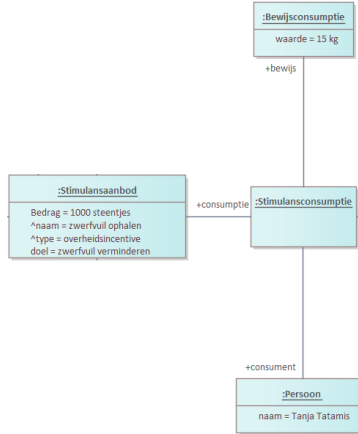 :Bewijsconsumptie
waarde = 15 kg
+bewijs
:Stimulansaanbod
Bedrag = 1000 steentjes
^naam = zwerfvuil ophalen
^type = overheidsincentive
doel = zwerfvuil verminderen
+consumptie
:Stimulansconsumptie
+consument
:Persoon
naam = Tanja Tatamis